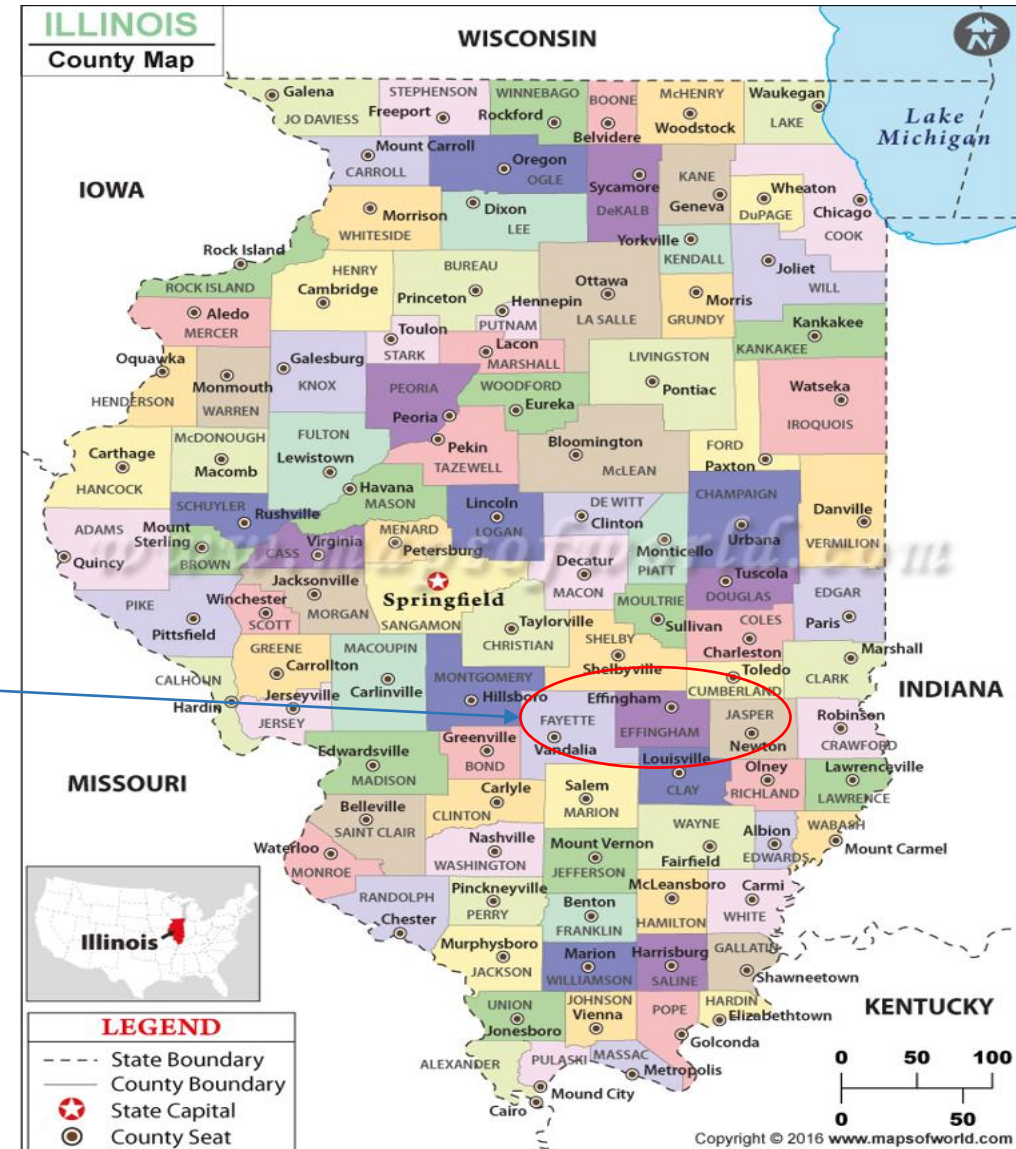 ILLINOIS
County Map
WISCONSIN
N
Lake
Michigan
IOWA
INDIANA
MISSOURI
KENTUCKY
Galena
JO DAVIESS
STEPHENSON
Freeport
WINNEBAGO
Rockford
BOONE
Belvidere
McHENRY
Woodstock
Waukegan
LAKE
Mount Carroll
CARROLL
Oregon
OGLE
Sycamore
DeKALB
KANE
Geneva
Wheaton
DuPAGE
Chicago
COOK
Morrison
WHITESIDE
Dixon
LEE
Yorkville
KENDALL
Joliet
WILL
Rock Island
ROCK ISLAND
HENRY
Cambridge
BUREAU
Princeton
Hennepin
PUTNAM
Ottawa
LA SALLE
Morris
GRUNDY
Aledo
MERCER
Toulon
STARK
Lacon
MARSHALL
Kankakee
KANKAKEE
Oquawka
HENDERSON
Monmouth
WARREN
Galesburg
KNOX
PEORIA
Peoria
WOODFORD
Eureka
LIVINGSTON
Pontiac
Watseka
IROQUOIS
Carthage
HANCOCK
McDONOUGH
Macomb
FULTON
Lewistown
Pekin
TAZEWELL
Bloomington
McLEAN
FORD
Paxton
Havana
MASON
SCHUYLER
Rushville
Lincoln
LOGAN
DE WITT
Clinton
CHAMPAIGN
Urbana
Danville
VERMILION
ADAMS
Quincy
Mount
Sterling
BROWN
Virginia
CASS
MENARD
Petersburg
www.mapsofworld.com
Monticello
PIATT
Decatur
MACON
Tuscola
DOUGLAS
EDGAR
Paris
PIKE
Pittsfield
Winchester
SCOTT
Jacksonville
MORGAN
Springfield
SANGAMON
Taylorville
CHRISTIAN
MOULTRIE
Sullivan
COLES
Charleston
SHELBY
Shelbyville
Toledo
CUMBERLAND
Marshall
CLARK
CALHOUN
Hardin
GREENE
Carrollton
Jerseyville
JERSEY
MACOUPIN
Carlinville
MONTGOMERY
Hillsboro
FAYETTE
Vandalia
Effingham
EFFINGHAM
JASPER
Newton
Robinson
CRAWFORD
Edwardsville
MADISON
Greenville
BOND
Louisville
CLAY
Olney
RICHLAND
Lawrenceville
LAWRENCE
Belleville
SAINT CLAIR
Carlyle
CLINTON
Salem
MARION
WAYNE
Fairfield
Albion
EDWARDS
WABASH
Mount Carmel
Waterloo
MONROE
Nashville
WASHINGTON
Mount Vernon
JEFFERSON
RANDOLPH
Chester
Pinckneyville
PERRY
McLeansboro
HAMILTON
Carmi
WHITE
Benton
FRANKLIN
Murphysboro
JACKSON
Marion
WILLIAMSON
Harrisburg
SALINE
GALLATIN
Shawneetown
UNION
Jonesboro
JOHNSON
Vienna
POPE
Golconda
HARDIN
Elizabethtown
ALEXANDER
Cairo
PULASKI
Mound City
MASSAC
Metropolis
Illinois
LEGEND
State Boundary
County Boundary
State Capital
County Seat
0 50 100
0 50
Copyright © 2016 www.mapsofworld.com